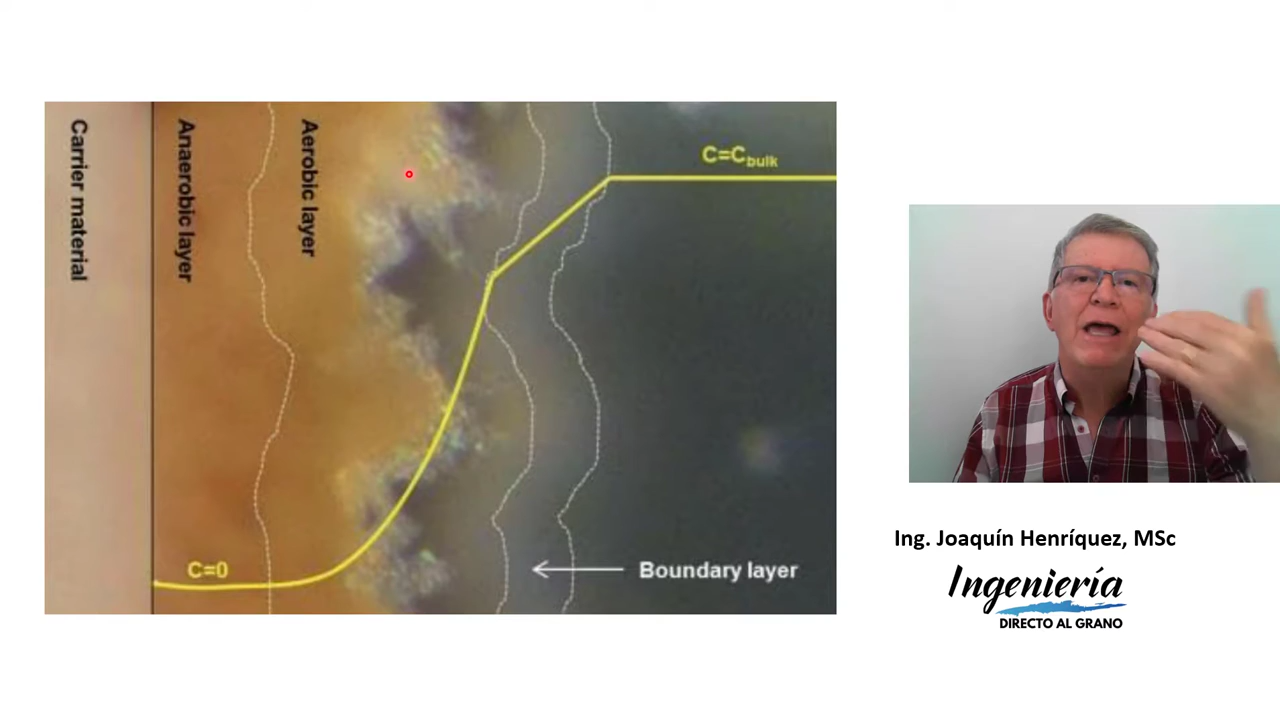 Carrier material
Anaerobic layer
Aerobic layer
C=Cbulk
C=0
Boundary layer
Ing. Joaquín Henríquez, MSc
Ingeniería
DIRECTO AL GRANO